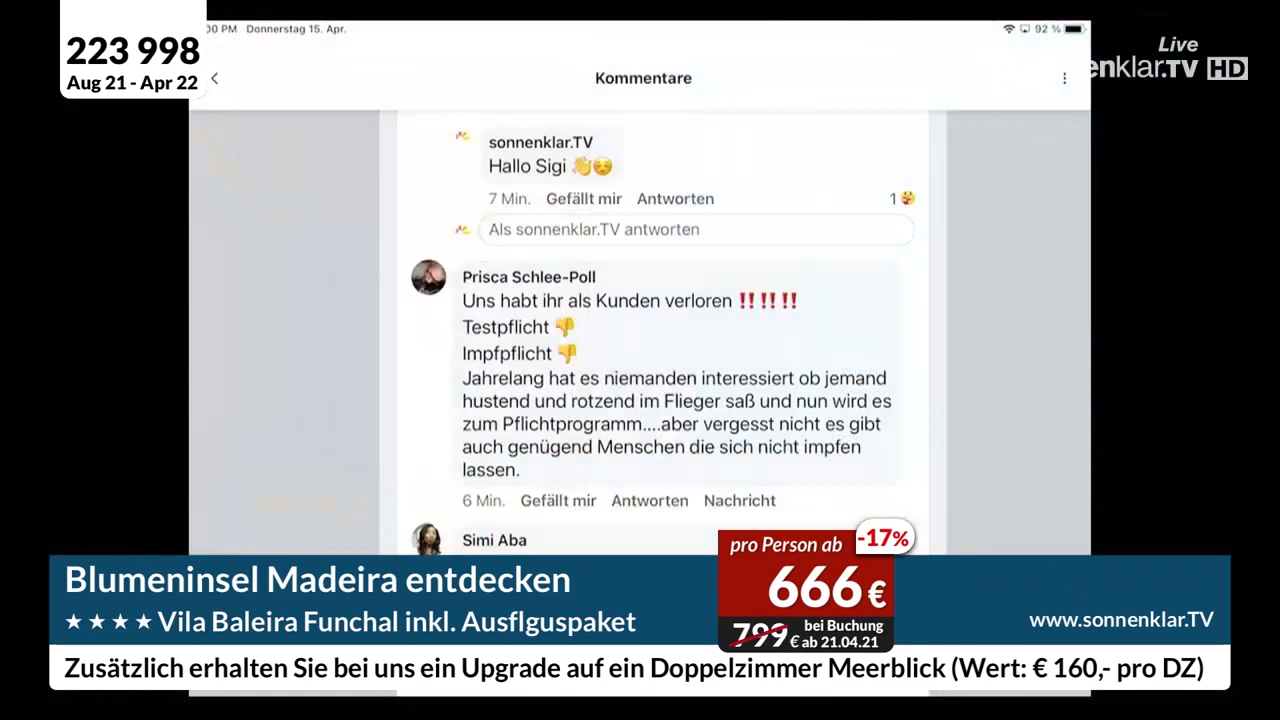 223 998
Aug 21 - Apr 22
00 PM Donnerstag 15. Apr.
92 %
Live
enklar.TV HD
Kommentare
sonnenklar.TV
Hallo Sigi 👏☺️
7 Min. Gefällt mir Antworten
1
Als sonnenklar.TV antworten
Prisca Schlee-Poll
Uns habt ihr als Kunden verloren ‼️‼️‼️
Testpflicht 👎
Impfpflicht 👎
Jahrelang hat es niemanden interessiert ob jemand
hustend und rotzend im Flieger saß und nun wird es
zum Pflichtprogramm....aber vergesst nicht es gibt
auch genügend Menschen die sich nicht impfen
lassen.
6 Min. Gefällt mir Antworten Nachricht
Simi Aba
Blumeninsel Madeira entdecken
★★★★ Vila Baleira Funchal inkl. Ausflguspaket
pro Person ab
-17%
666 €
799 € bei Buchung
ab 21.04.21
www.sonnenklar.TV
Zusätzlich erhalten Sie bei uns ein Upgrade auf ein Doppelzimmer Meerblick (Wert: € 160,- pro DZ)